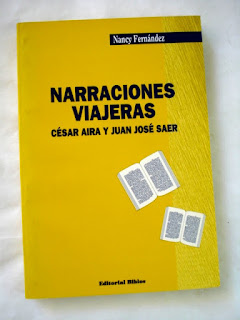 Nancy Fernández
NARRACIONES
VIAJERAS
CÉSAR AIRA Y JUAN JOSÉ SAER
Editorial Biblos